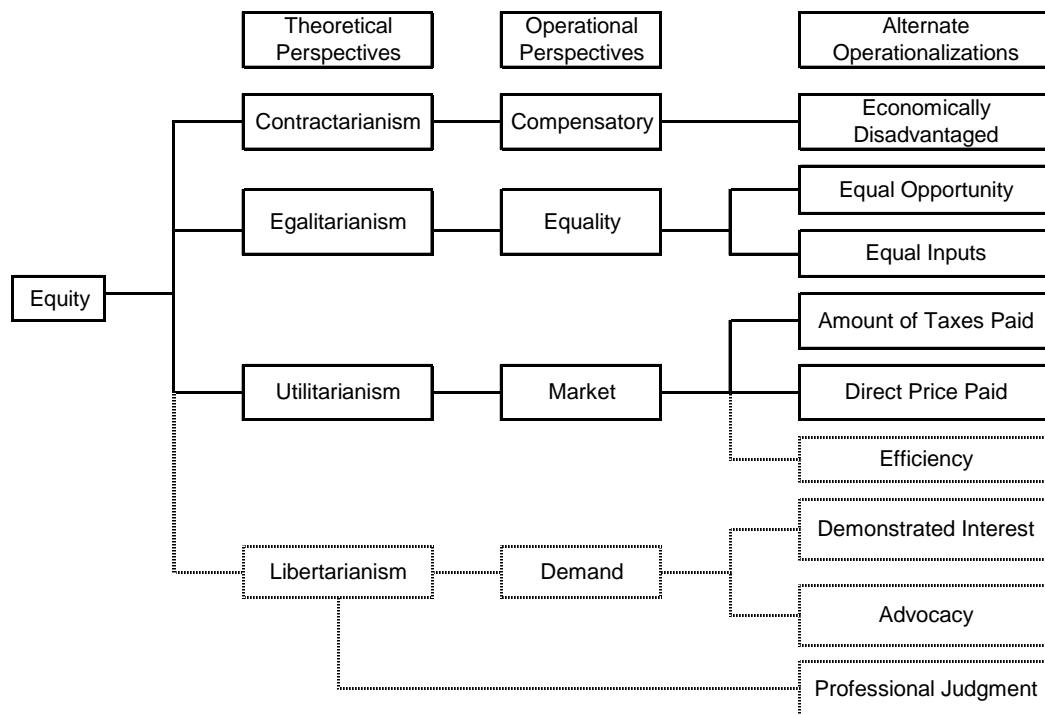 Theoretical
Perspectives
Operational
Perspectives
Alternate
Operationalizations
Contractarianism
Compensatory
Economically
Disadvantaged
Equal Opportunity
Egalitarianism
Equality
Equal Inputs
Equity
Amount of Taxes Paid
Utilitarianism
Market
Direct Price Paid
Efficiency
Demonstrated Interest
Libertarianism
Demand
Advocacy
Professional Judgment